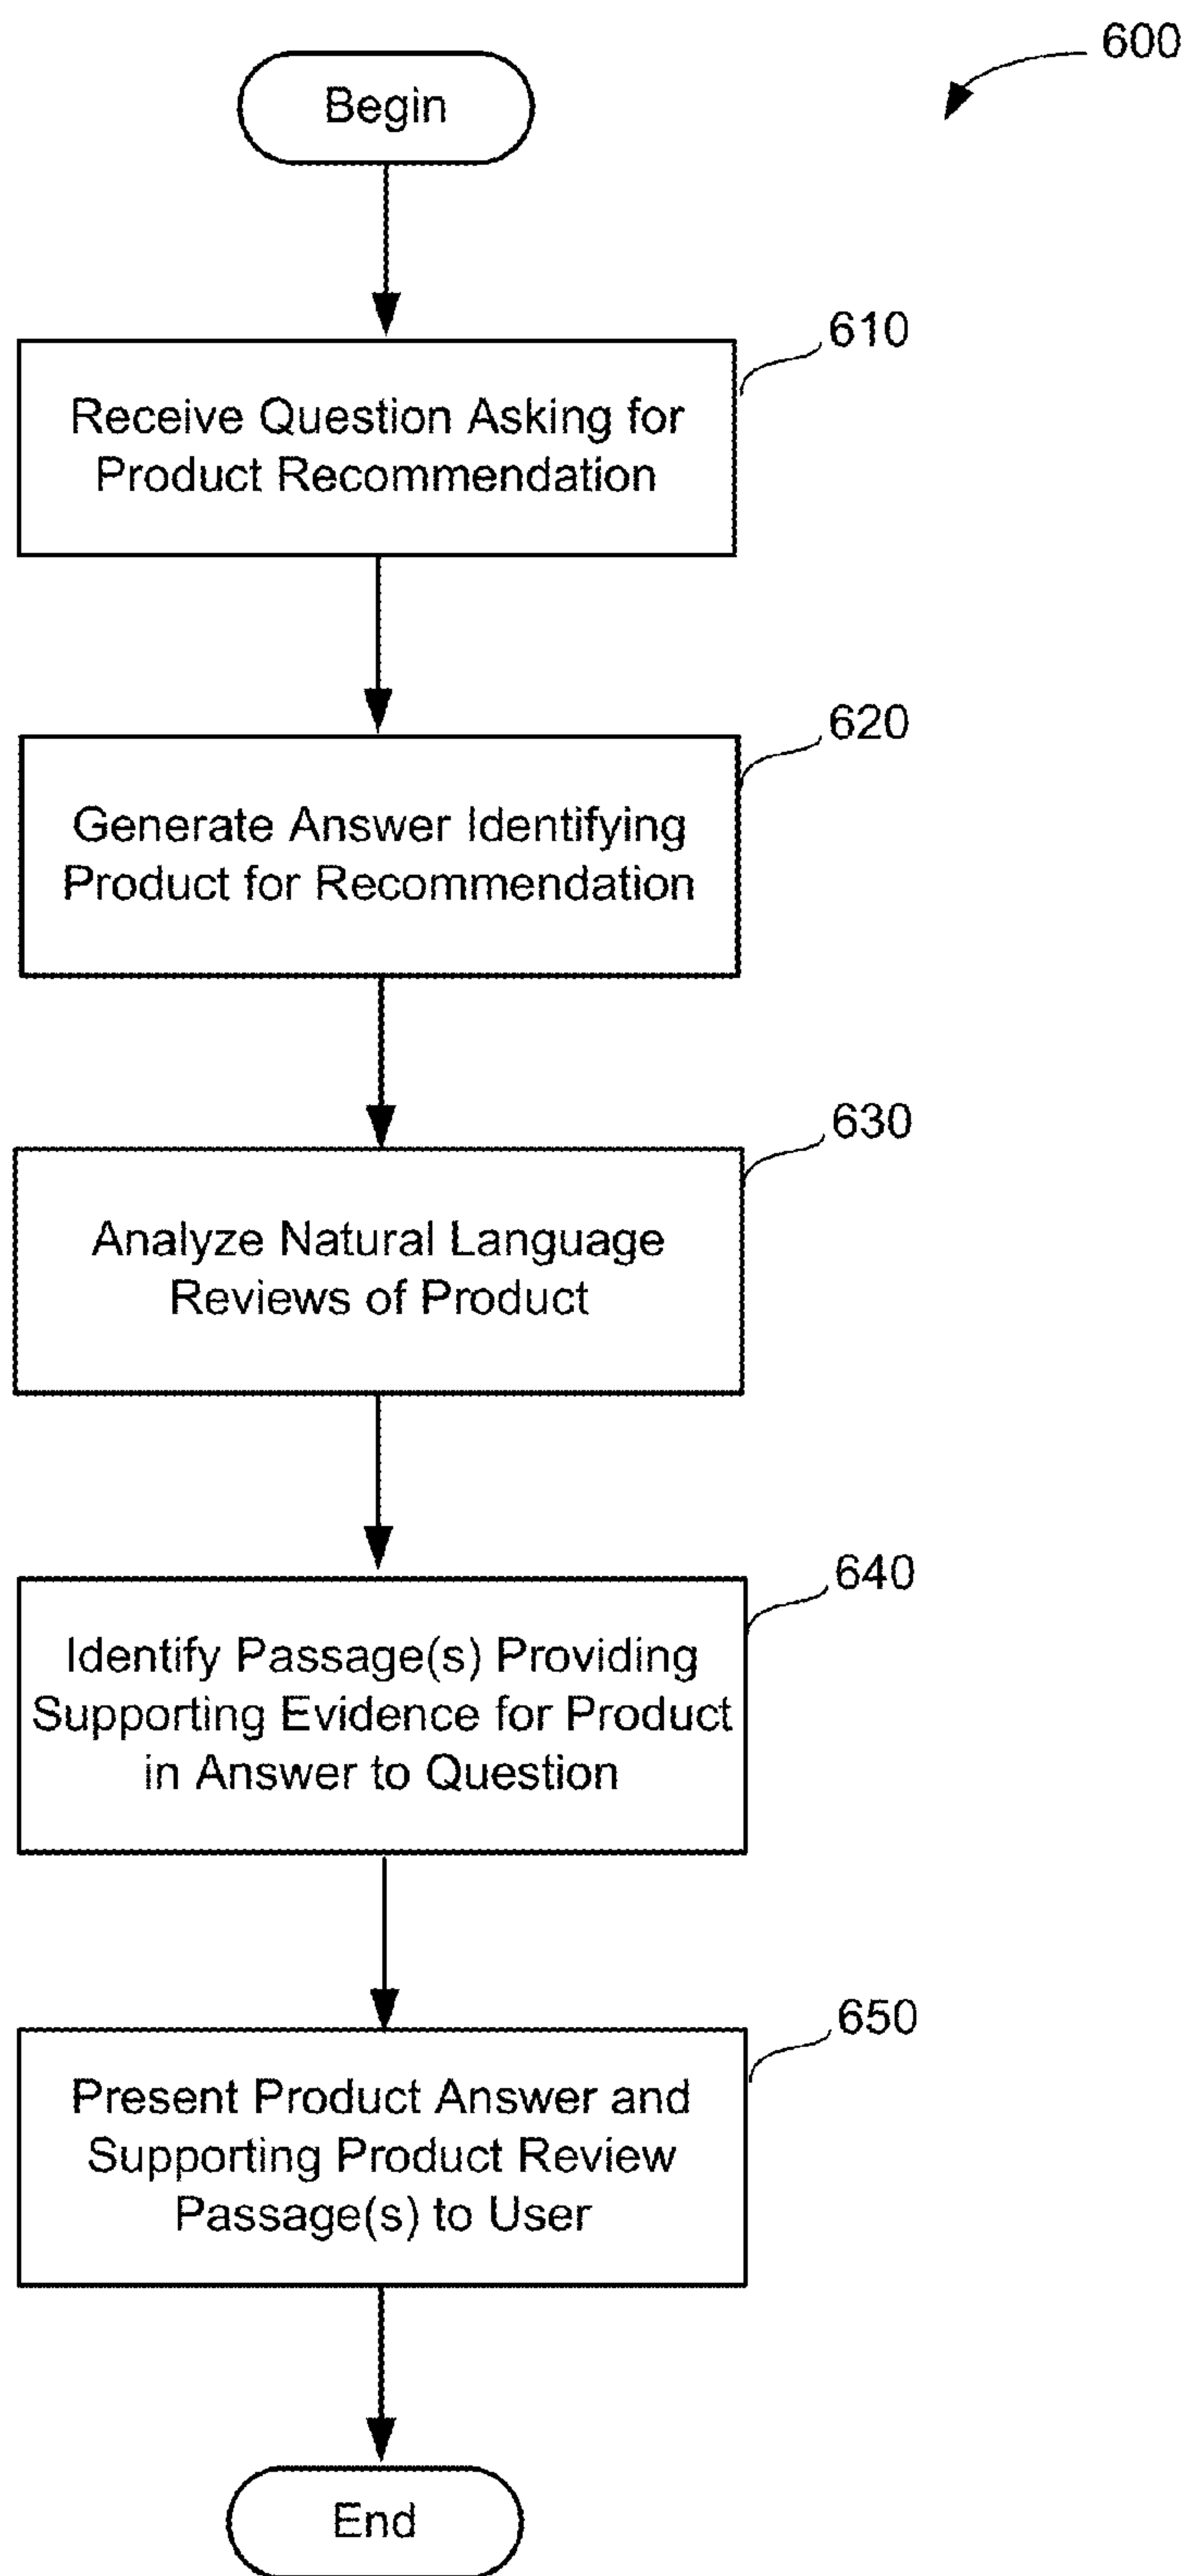 600
Begin
610
Receive Question Asking for
Product Recommendation
620
Generate Answer Identifying
Product for Recommendation
630
Analyze Natural Language
Reviews of Product
640
Identify Passage(s) Providing
Supporting Evidence for Product
in Answer to Question
650
Present Product Answer and
Supporting Product Review
Passage(s) to User
End